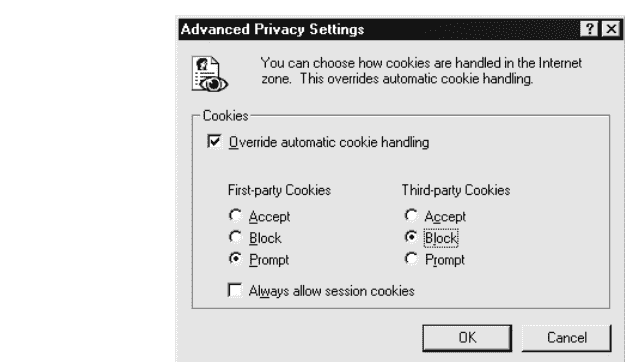 Advanced Privacy Settings
You can choose how cookies are handled in the Internet
zone. This overrides automatic cookie handling.
Cookies
Override automatic cookie handling
First-party Cookies
Third-party Cookies
Accept
Accept
Block
Block
Prompt
Prompt
Always allow session cookies
OK
Cancel